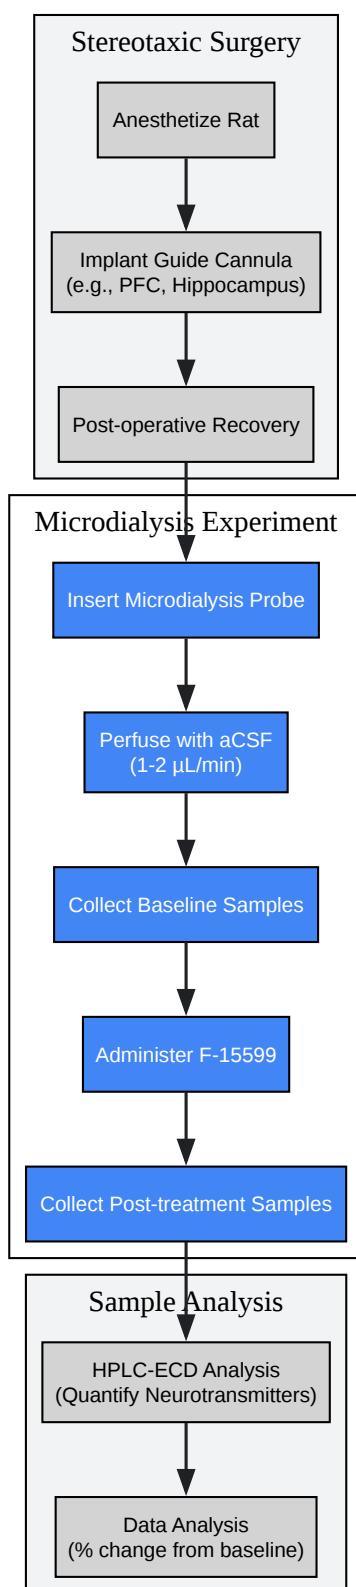 Stereotaxic Surgery
Anesthetize Rat
Implant Guide Cannula
(e.g., PFC, Hippocampus)
Post-operative Recovery
Microdialysis Experiment
Insert Microdialysis Probe
Perfuse with aCSF
(1-2 µL/min)
Collect Baseline Samples
Administer F-15599
Collect Post-treatment Samples
Sample Analysis
HPLC-ECD Analysis
(Quantify Neurotransmitters)
Data Analysis
(% change from baseline)